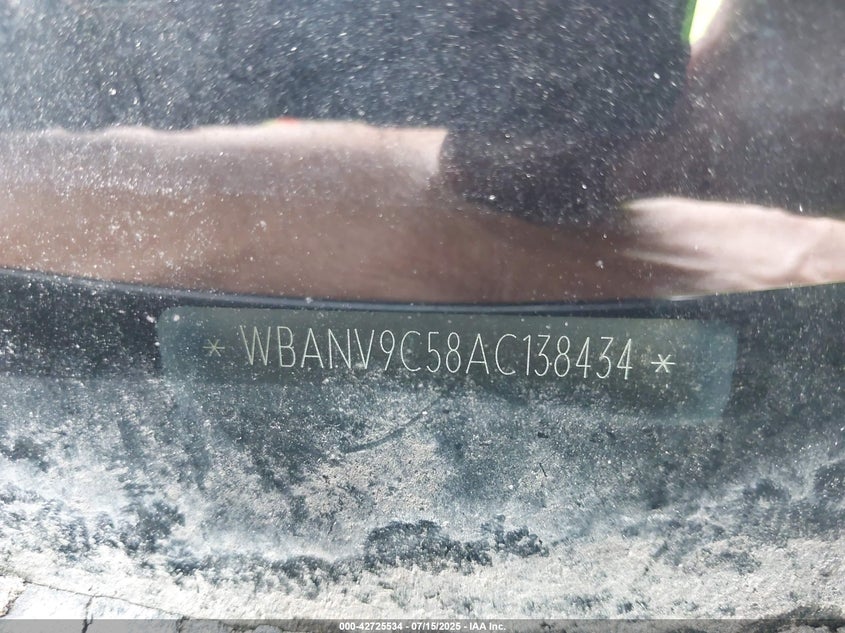 * WBANV9C58AC138434 *
000-42725534 - 07/15/2025 - IAA Inc.